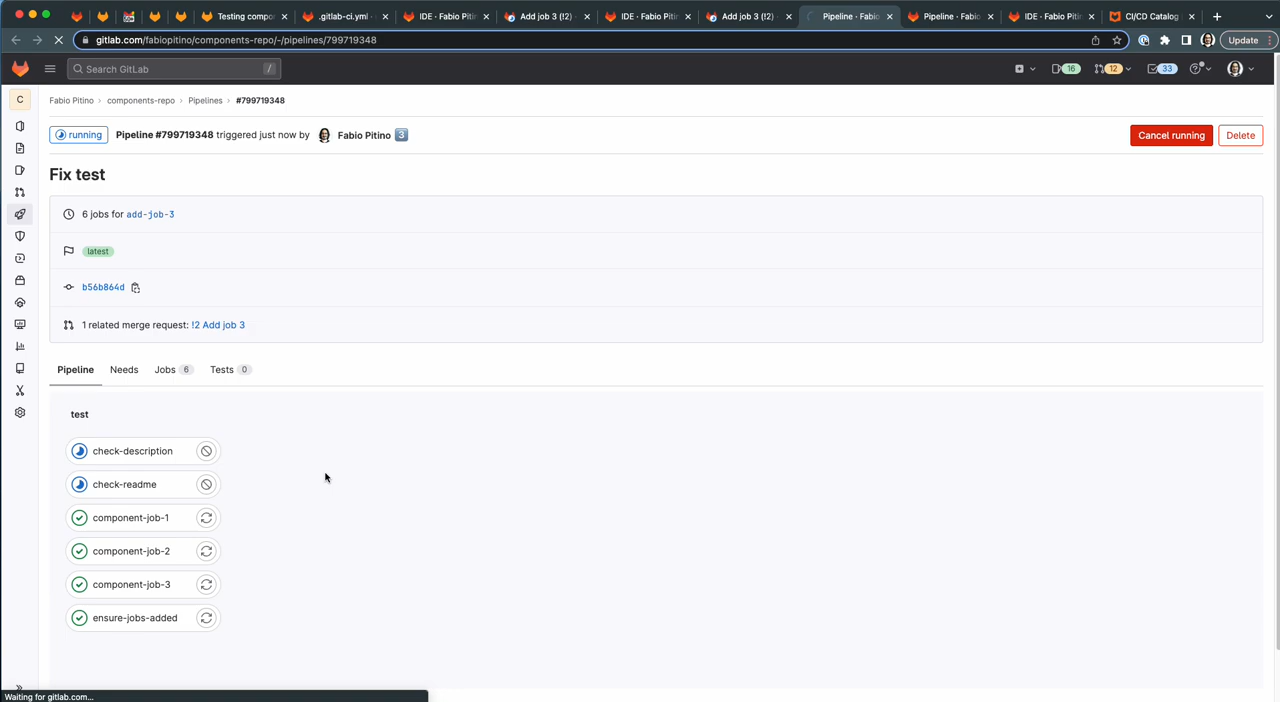 Testing compo
.gitlab-ci.yml ·
IDE · Fabio Pitin
Add job 3 (!2) ·
IDE · Fabio Pitin
Add job 3 (!2) ·
Pipeline · Fabio
Pipeline · Fabio
IDE · Fabio Pitin
CI/CD Catalog
gitlab.com/fabiopitino/components-repo/-/pipelines/799719348
Update
Search GitLab /
16
12
33
C
Fabio Pitino › components-repo › Pipelines › #799719348
running Pipeline #799719348 triggered just now by Fabio Pitino 3
Cancel running
Delete
Fix test
6 jobs for add-job-3
latest
b56b864d
1 related merge request: !2 Add job 3
Pipeline Needs Jobs 6 Tests 0
test
check-description
check-readme
component-job-1
component-job-2
component-job-3
ensure-jobs-added
Waiting for gitlab.com...